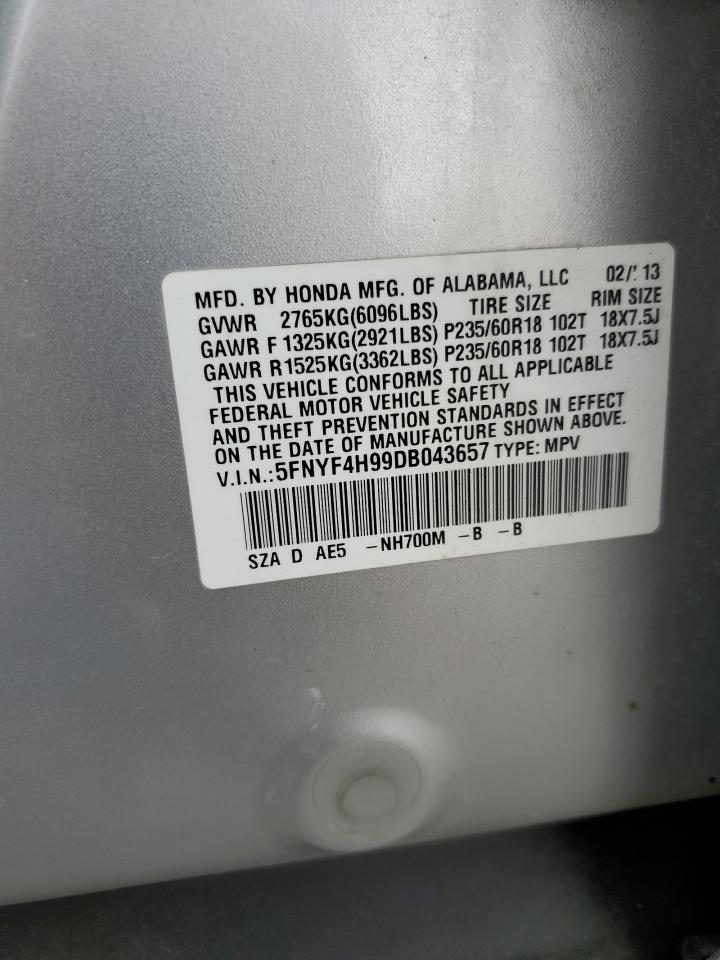 MFD. BY HONDA MFG. OF ALABAMA, LLC 02/13
GVWR 2765KG(6096LBS) TIRE SIZE RIM SIZE
GAWR F 1325KG(2921LBS) P235/60R18 102T 18X7.5J
GAWR R 1525KG(3362LBS) P235/60R18 102T 18X7.5J
THIS VEHICLE CONFORMS TO ALL APPLICABLE
FEDERAL MOTOR VEHICLE SAFETY
AND THEFT PREVENTION STANDARDS IN EFFECT
ON THE DATE OF MANUFACTURE SHOWN ABOVE.
V.I.N.:5FNYF4H99DB043657 TYPE: MPV
SZA D AE5 -NH700M -B -B